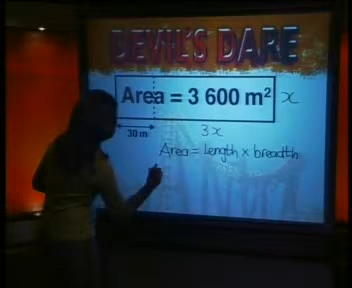 DEVIL'S DARE
Area = 3 600 m² x
30 m 3x
Area = Length × breadth